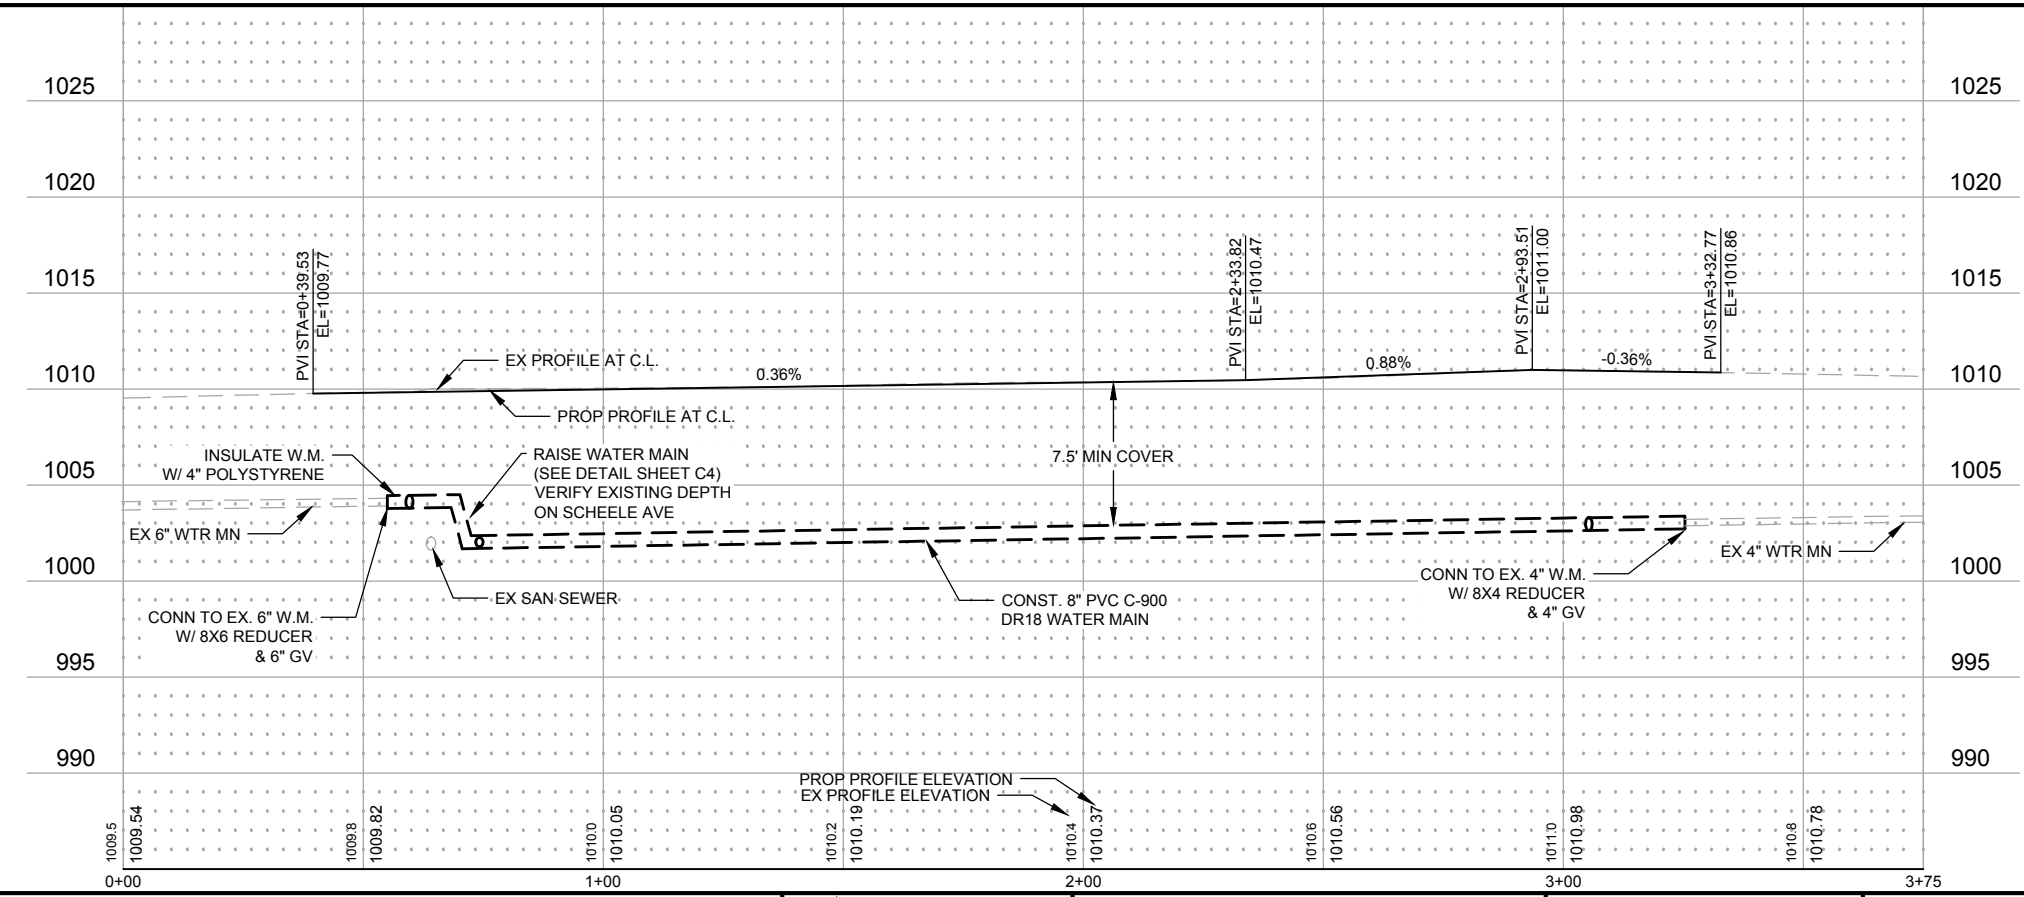 1025
1025
1020
1020
1015
1015
1010
1010
1005
1005
1000
1000
995
995
990
990
PVI STA=0+39.53
EL=1009.77
PVI STA=2+33.82
EL=1010.47
PVI STA=2+93.51
EL=1011.00
PVI STA=3+32.77
EL=1010.86
EX PROFILE AT C.L.
0.36%
0.88%
-0.36%
PROP PROFILE AT C.L.
INSULATE W.M.
W/ 4" POLYSTYRENE
RAISE WATER MAIN
(SEE DETAIL SHEET C4)
VERIFY EXISTING DEPTH
ON SCHEELE AVE
7.5' MIN COVER
EX 6" WTR MN
EX 4" WTR MN
EX SAN SEWER
CONN TO EX. 6" W.M.
W/ 8X6 REDUCER
& 6" GV
CONST. 8" PVC C-900
DR18 WATER MAIN
CONN TO EX. 4" W.M.
W/ 8X4 REDUCER
& 4" GV
PROP PROFILE ELEVATION
EX PROFILE ELEVATION
1009.5
1009.54
1009.8
1009.82
1010.0
1010.05
1010.2
1010.19
1010.4
1010.37
1010.6
1010.56
1011.0
1010.98
1010.8
1010.78
0+00
1+00
2+00
3+00
3+75